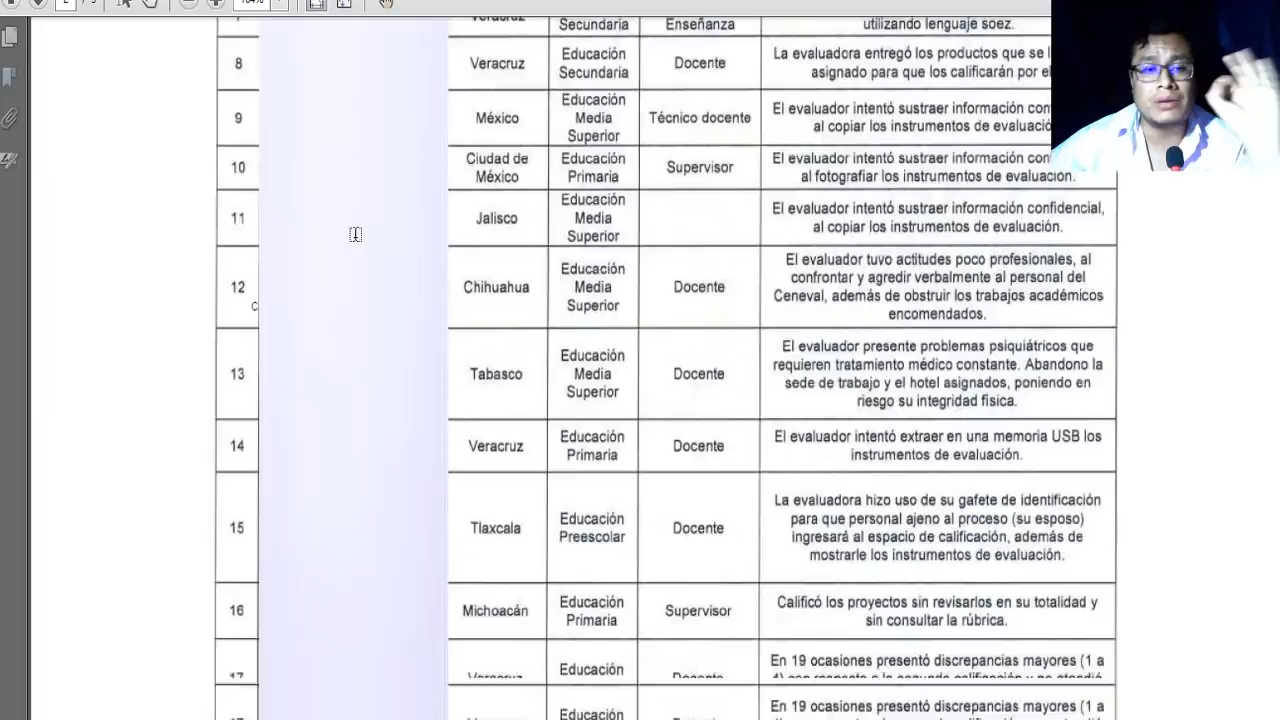 Secundaria
Enseñanza
utilizando lenguaje soez.
8
Veracruz
Educación
Secundaria
Docente
La evaluadora entregó los productos que se
asignado para que los calificarán por el
9
México
Educación
Media
Superior
Técnico docente
El evaluador intentó sustraer información
al copiar los instrumentos de evaluació
10
Ciudad de
México
Educación
Primaria
Supervisor
El evaluador intentó sustraer información
al fotografiar los instrumentos de evaluación.
11
Jalisco
Educación
Media
Superior
El evaluador intentó sustraer información confidencial,
al copiar los instrumentos de evaluación.
12
Chihuahua
Educación
Media
Superior
Docente
El evaluador tuvo actitudes poco profesionales, al
confrontar y agredir verbalmente al personal del
Ceneval, además de obstruir los trabajos académicos
encomendados.
13
Tabasco
Educación
Media
Superior
Docente
El evaluador presente problemas psiquiátricos que
requieren tratamiento médico constante. Abandono la
sede de trabajo y el hotel asignados, poniendo en
riesgo su integridad física.
14
Veracruz
Educación
Primaria
Docente
El evaluador intentó extraer en una memoria USB los
instrumentos de evaluación.
15
Tlaxcala
Educación
Preescolar
Docente
La evaluadora hizo uso de su gafete de identificación
para que personal ajeno al proceso (su esposo)
ingresará al espacio de calificación, además de
mostrarle los instrumentos de evaluación.
16
Michoacán
Educación
Primaria
Supervisor
Calificó los proyectos sin revisarlos en su totalidad y
sin consultar la rúbrica.
17
Veracruz
Educación
Docente
En 19 ocasiones presentó discrepancias mayores (1 a
4) con respecto a la segunda calificación y no atendió
Educación
En 19 ocasiones presentó discrepancias mayores (1 a